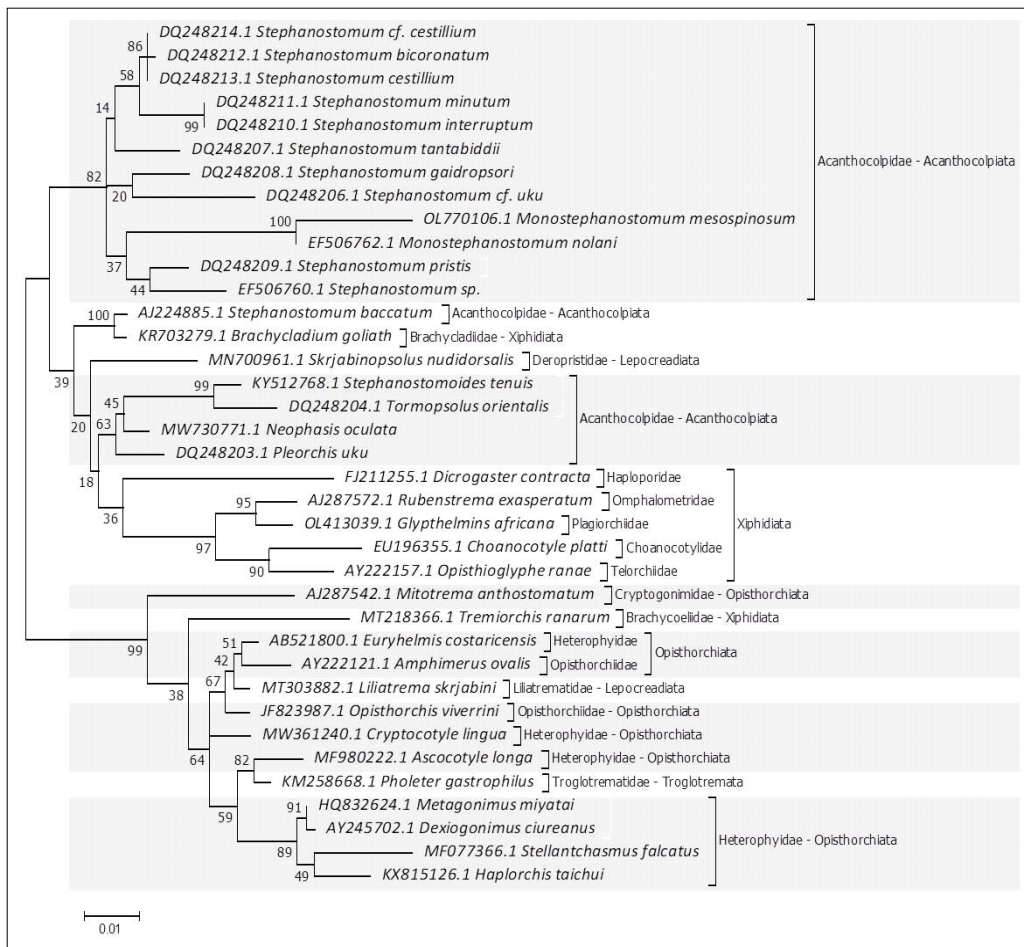 DQ248214.1 Stephanostomum cf. cestillium
86
DQ248212.1 Stephanostomum bicoronatum
58
DQ248213.1 Stephanostomum cestillium
14
DQ248211.1 Stephanostomum minutum
99
DQ248210.1 Stephanostomum interruptum
DQ248207.1 Stephanostomum tantabiddii
Acanthocolpidae - Acanthocolpiata
82
DQ248208.1 Stephanostomum gaidropsori
20
DQ248206.1 Stephanostomum cf. uku
100
OL770106.1 Monostephanostomum mesospinosum
EF506762.1 Monostephanostomum nolani
37
DQ248209.1 Stephanostomum pristis
44
EF506760.1 Stephanostomum sp.
100
AJ224885.1 Stephanostomum baccatum
Acanthocolpidae - Acanthocolpiata
KR703279.1 Brachycladium goliath
Brachycladiidae - Xiphidiata
MN700961.1 Skrjabinopsolus nudidorsalis
Deropristidae - Lepocreadiata
39
99
KY512768.1 Stephanostomoides tenuis
45
DQ248204.1 Tormopsolus orientalis
Acanthocolpidae - Acanthocolpiata
20
63
MW730771.1 Neophasis oculata
DQ248203.1 Pleorchis uku
18
FJ211255.1 Dicrogaster contracta
Haploporidae
95
AJ287572.1 Rubenstrema exasperatum
Omphalometridae
36
OL413039.1 Glypthelmins africana
Plagiorchiidae
Xiphidiata
97
EU196355.1 Choanocotyle platti
Choanocotylidae
90
AY222157.1 Opisthioglyphe ranae
Telorchiidae
AJ287542.1 Mitotrema anthostomatum
Cryptogonimidae - Opisthorchiata
MT218366.1 Tremiorchis ranarum
Brachycoeliidae - Xiphidiata
99
51
AB521800.1 Euryhelmis costaricensis
Heterophyidae
Opisthorchiata
42
AY222121.1 Amphimerus ovalis
Opisthorchiidae
38
67
MT303882.1 Liliatrema skrjabini
Liliatrematidae - Lepocreadiata
JF823987.1 Opisthorchis viverrini
Opisthorchiidae - Opisthorchiata
MW361240.1 Cryptocotyle lingua
Heterophyidae - Opisthorchiata
64
82
MF980222.1 Ascocotyle longa
Heterophyidae - Opisthorchiata
KM258668.1 Pholeter gastrophilus
Troglotrematidae - Troglotremata
59
91
HQ832624.1 Metagonimus miyatai
AY245702.1 Dexiogonimus ciureanus
Heterophyidae - Opisthorchiata
89
MF077366.1 Stellantchasmus falcatus
49
KX815126.1 Haplorchis taichui
0.01